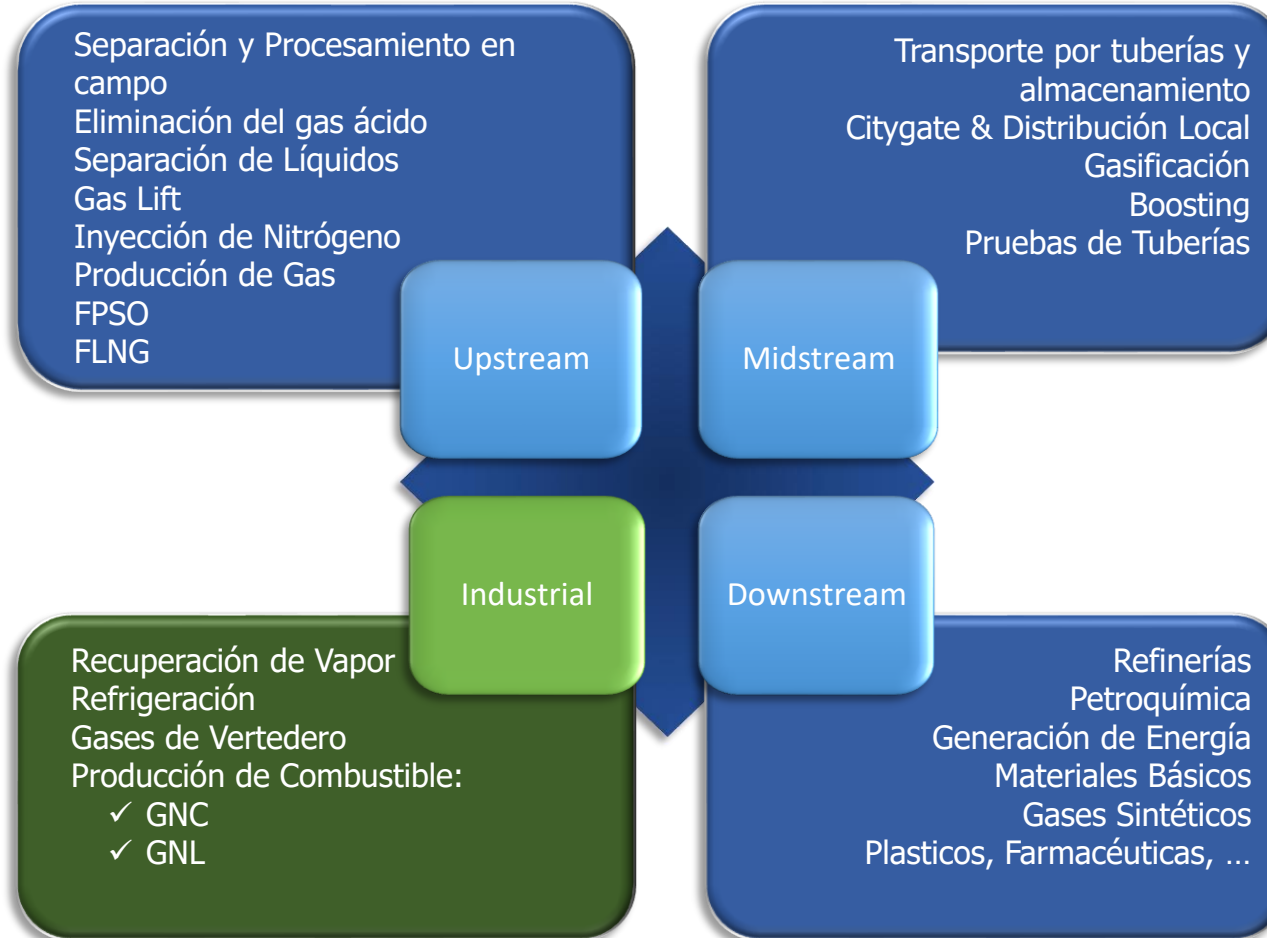 Separación y Procesamiento en
campo
Eliminación del gas ácido
Separación de Líquidos
Gas Lift
Inyección de Nitrógeno
Producción de Gas
FPSO
FLNG
Upstream
Transporte por tuberías y
almacenamiento
Citygate & Distribución Local
Gasificación
Boosting
Pruebas de Tuberías
Midstream
Industrial
Recuperación de Vapor
Refrigeración
Gases de Vertedero
Producción de Combustible:
✓ GNC
✓ GNL
Downstream
Refinerías
Petroquímica
Generación de Energía
Materiales Básicos
Gases Sintéticos
Plasticos, Farmacéuticas, …